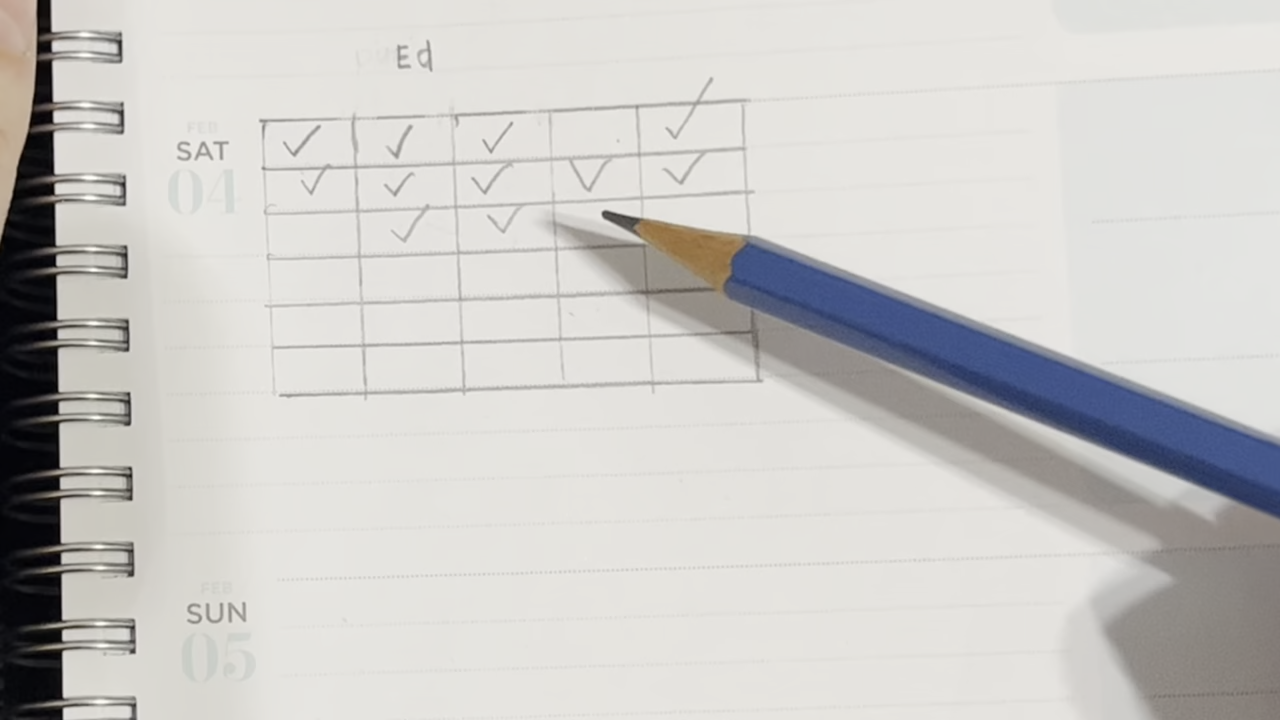 Ed
FEB
SAT
04
✓ ✓ ✓ ✓
✓ ✓ ✓ ✓ ✓
✓ ✓
FEB
SUN
05